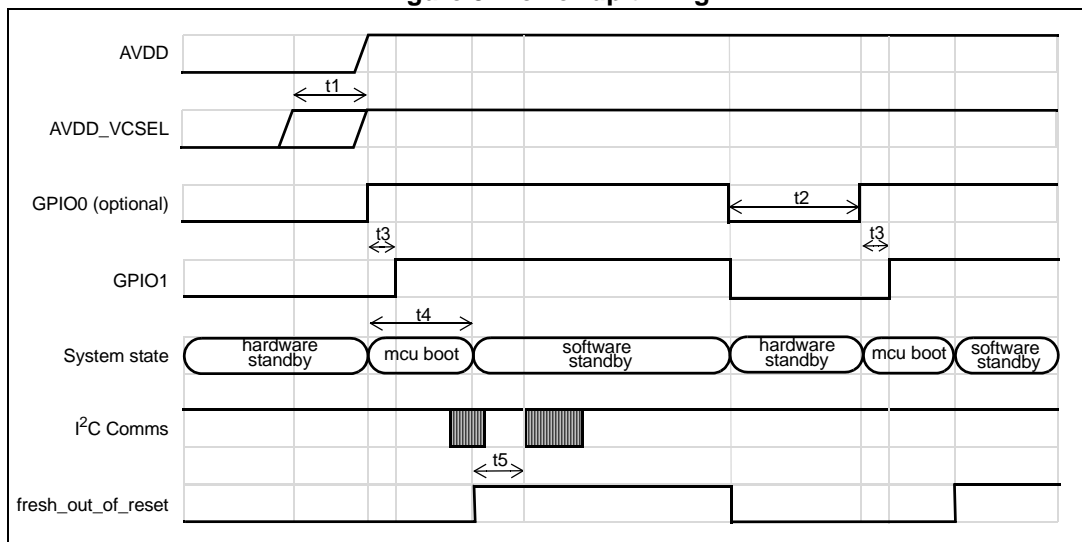 AVDD
t1
AVDD_VCSEL
GPIO0 (optional)
t2
t3
t3
GPIO1
t4
System state
hardware
standby
mcu boot
software
standby
hardware
standby
mcu boot
software
standby
I2C Comms
t5
fresh_out_of_reset